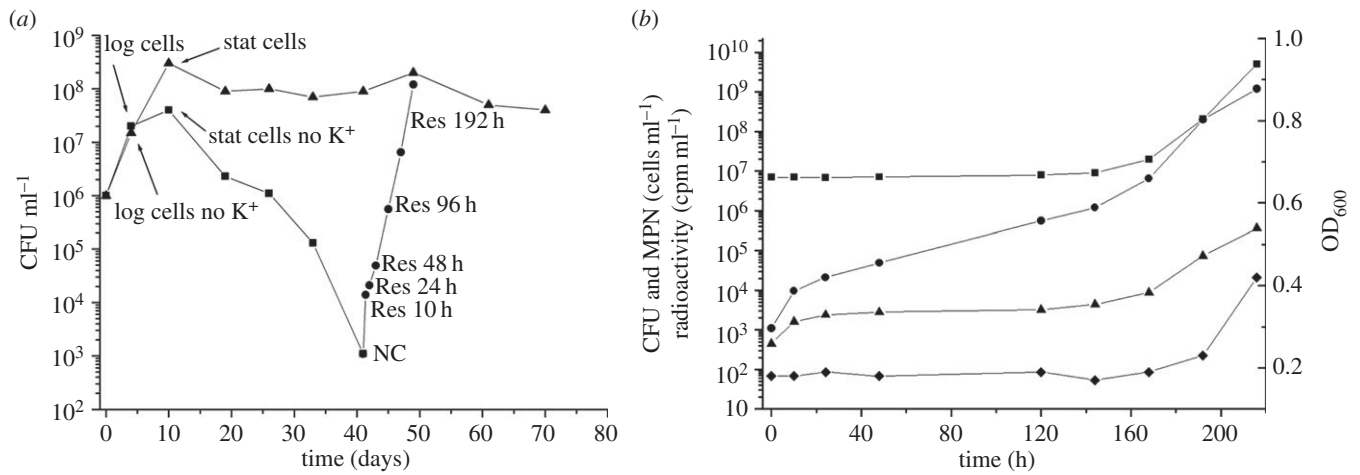 (a)
10⁹
10⁸
10⁷
10⁶
10⁵
10⁴
10³
10²
CFU ml⁻¹
log cells
stat cells
stat cells no K⁺
log cells no K⁺
Res 192 h
Res 96 h
Res 48 h
Res 24 h
Res 10 h
NC
0 10 20 30 40 50 60 70 80
time (days)
(b)
10¹⁰
10⁹
10⁸
10⁷
10⁶
10⁵
10⁴
10³
10²
10
CFU and MPN (cells ml⁻¹)
radioactivity (cpm ml⁻¹)
1.0
0.8
0.6
0.4
0.2
OD₆₀₀
0 40 80 120 160 200
time (h)